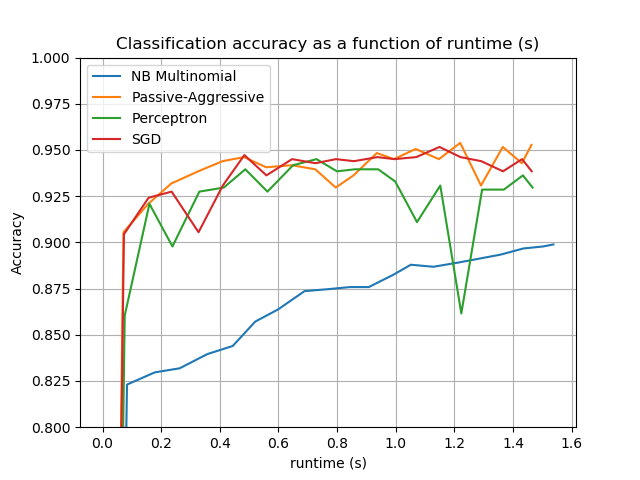 Classification accuracy as a function of runtime (s)
NB Multinomial
Passive-Aggressive
Perceptron
SGD
Accuracy
1.000
0.975
0.950
0.925
0.900
0.875
0.850
0.825
0.800
0.0 0.2 0.4 0.6 0.8 1.0 1.2 1.4 1.6
runtime (s)